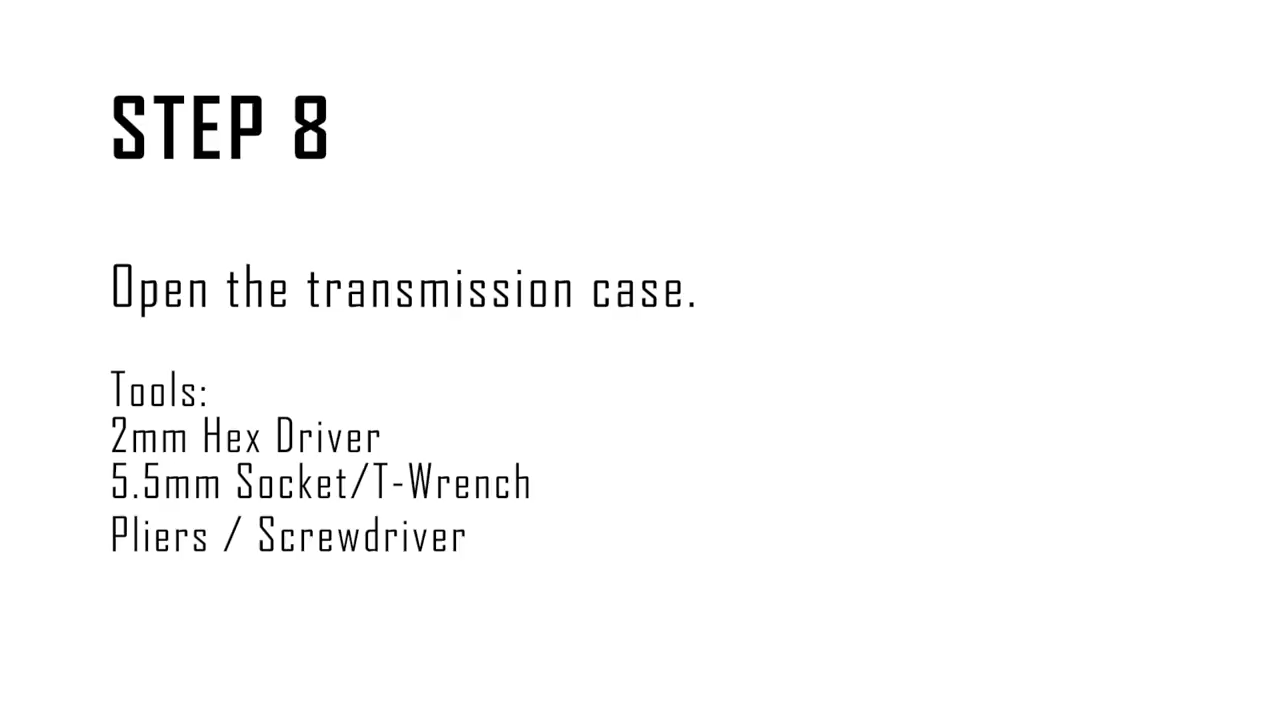 STEP 8
Open the transmission case.
Tools:
2mm Hex Driver
5.5mm Socket/T-Wrench
Pliers / Screwdriver